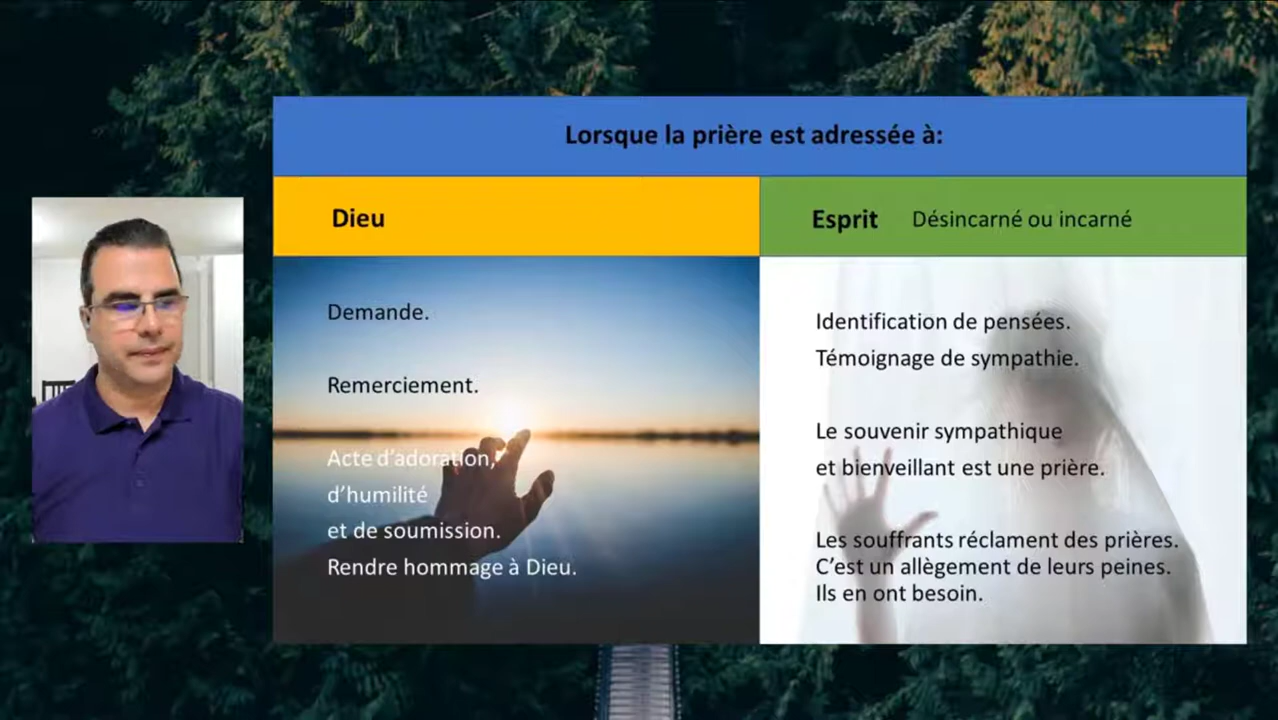 Lorsque la prière est adressée à:
Dieu
Esprit Désincarné ou incarné
Demande.
Remerciement.
Acte d’adoration,
d’humilité
et de soumission.
Rendre hommage à Dieu.
Identification de pensées.
Témoignage de sympathie.
Le souvenir sympathique
et bienveillant est une prière.
Les souffrants réclament des prières.
C’est un allègement de leurs peines.
Ils en ont besoin.